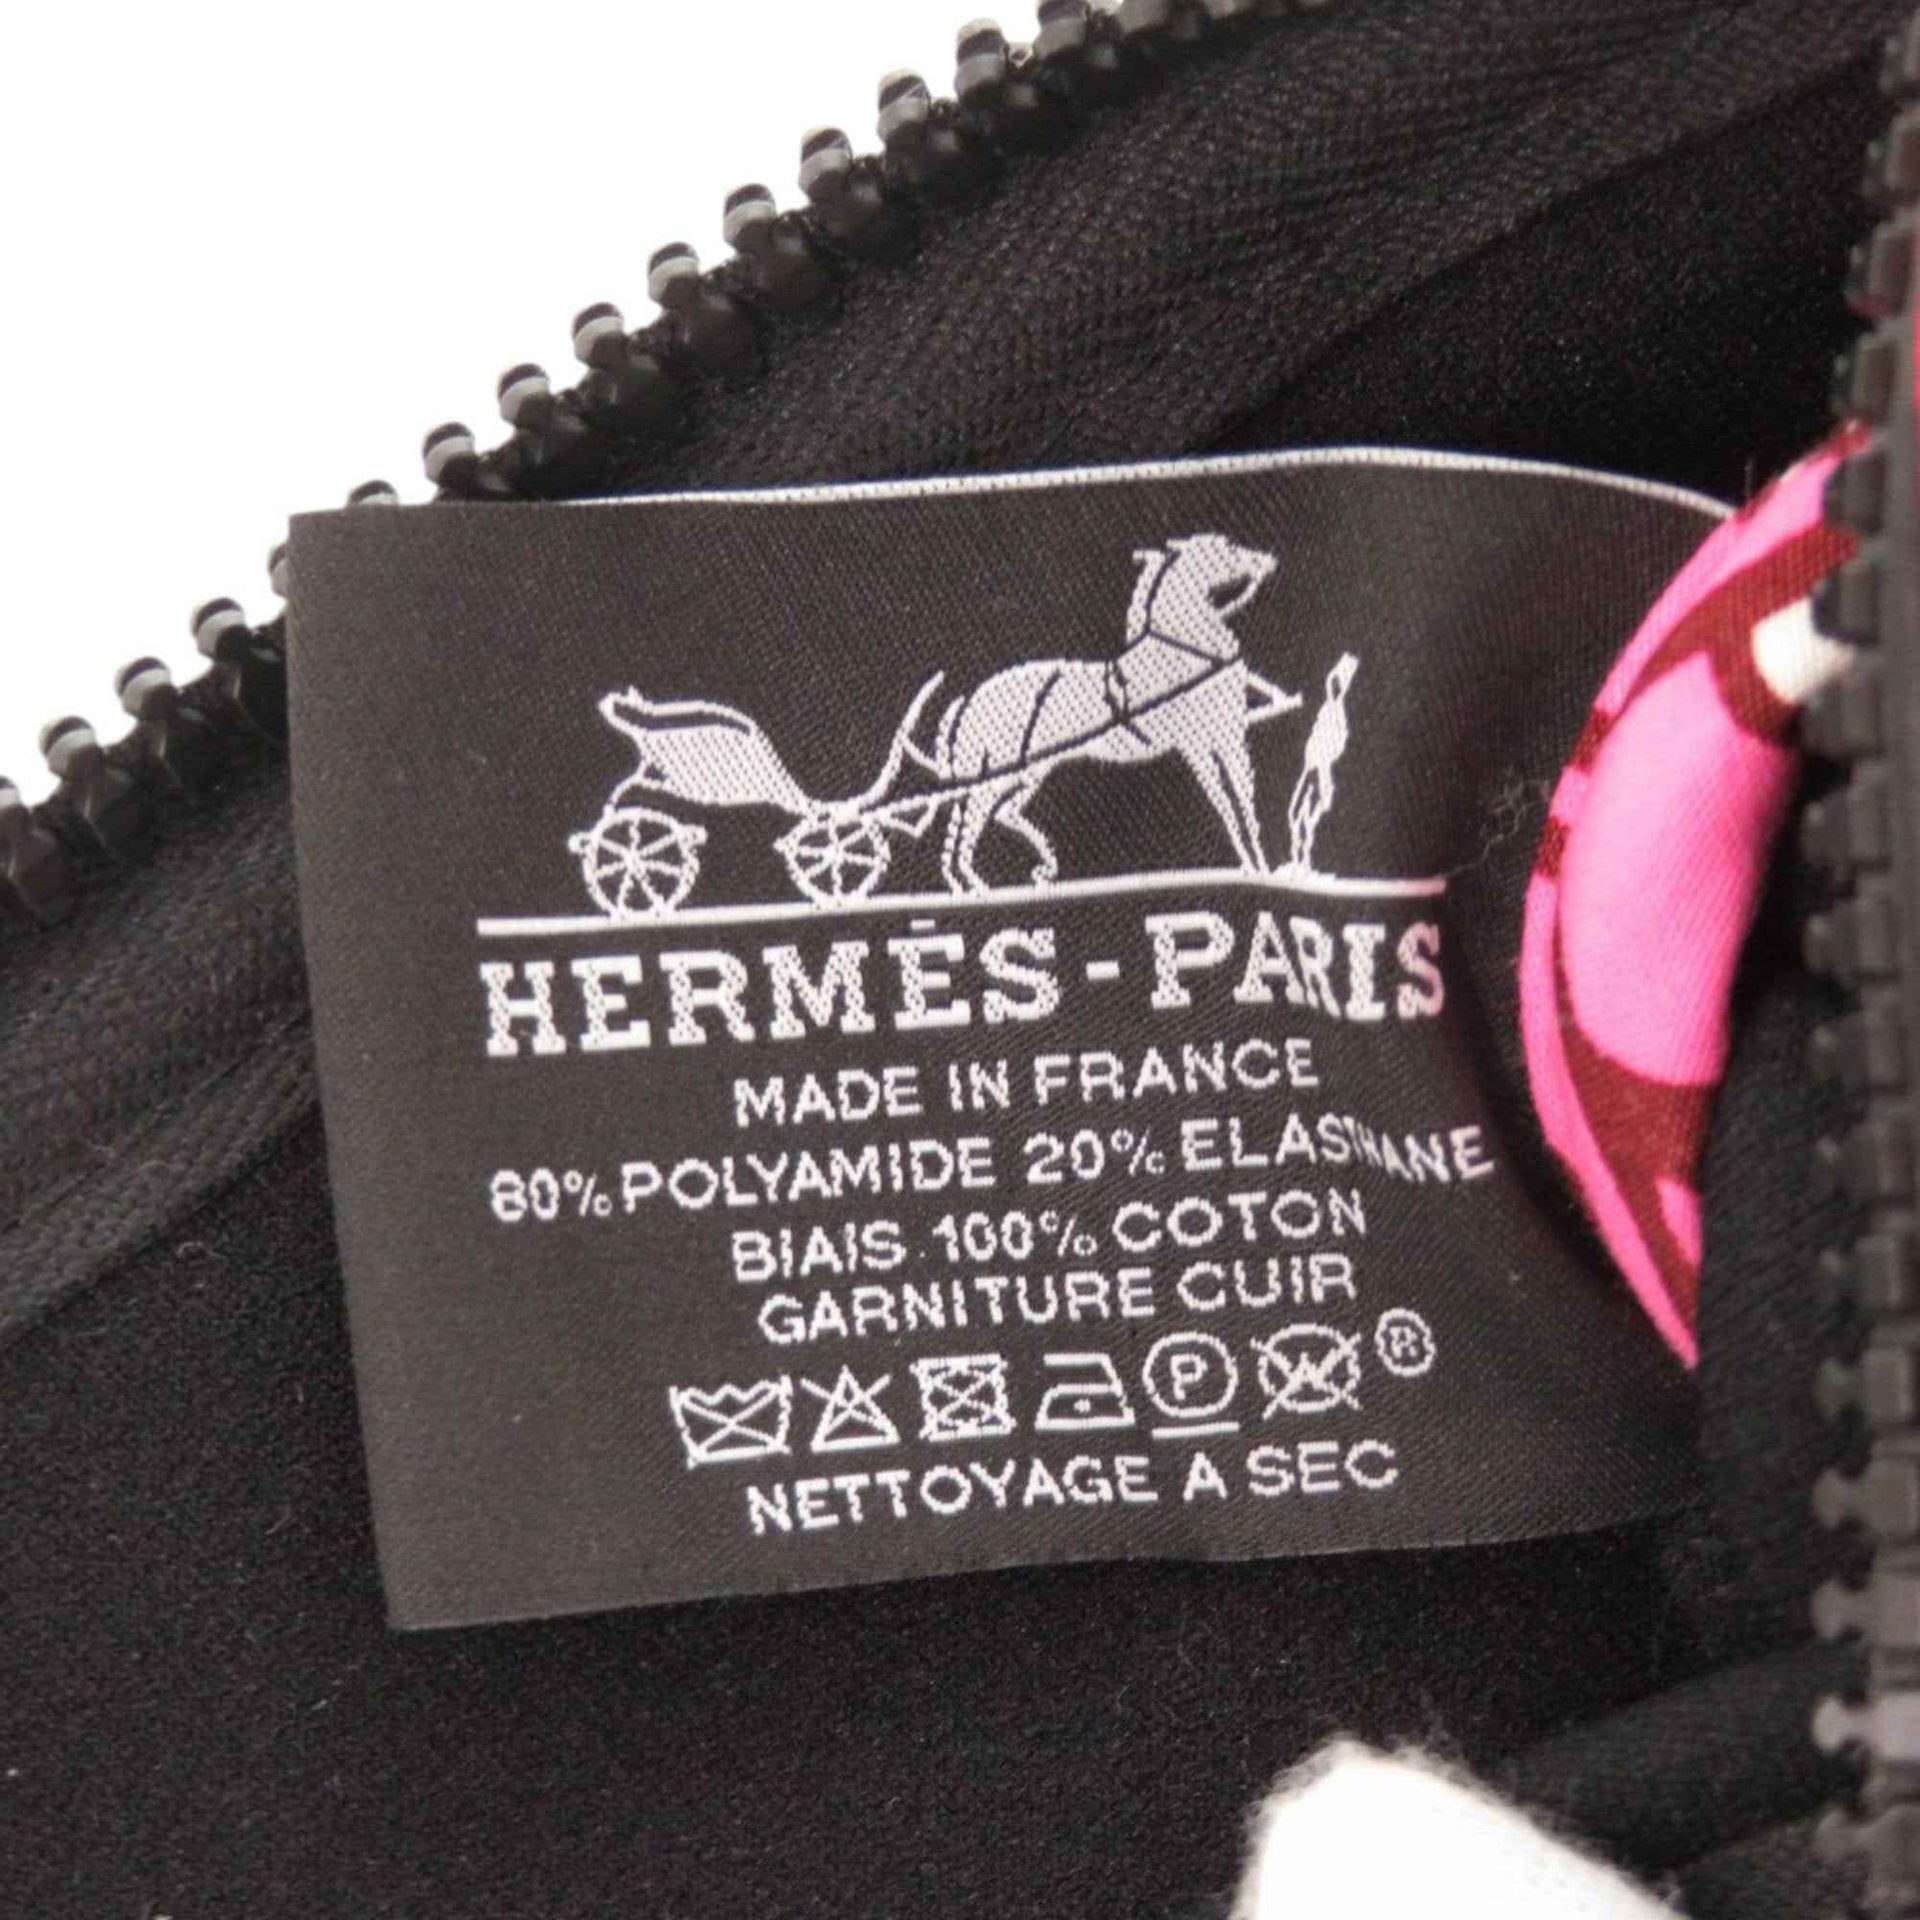 HERMÈS-PARIS
MADE IN FRANCE
80% POLYAMIDE 20% ELASTHANE
BIAIS 100% COTON
GARNITURE CUIR
P W ®
NETTOYAGE A SEC